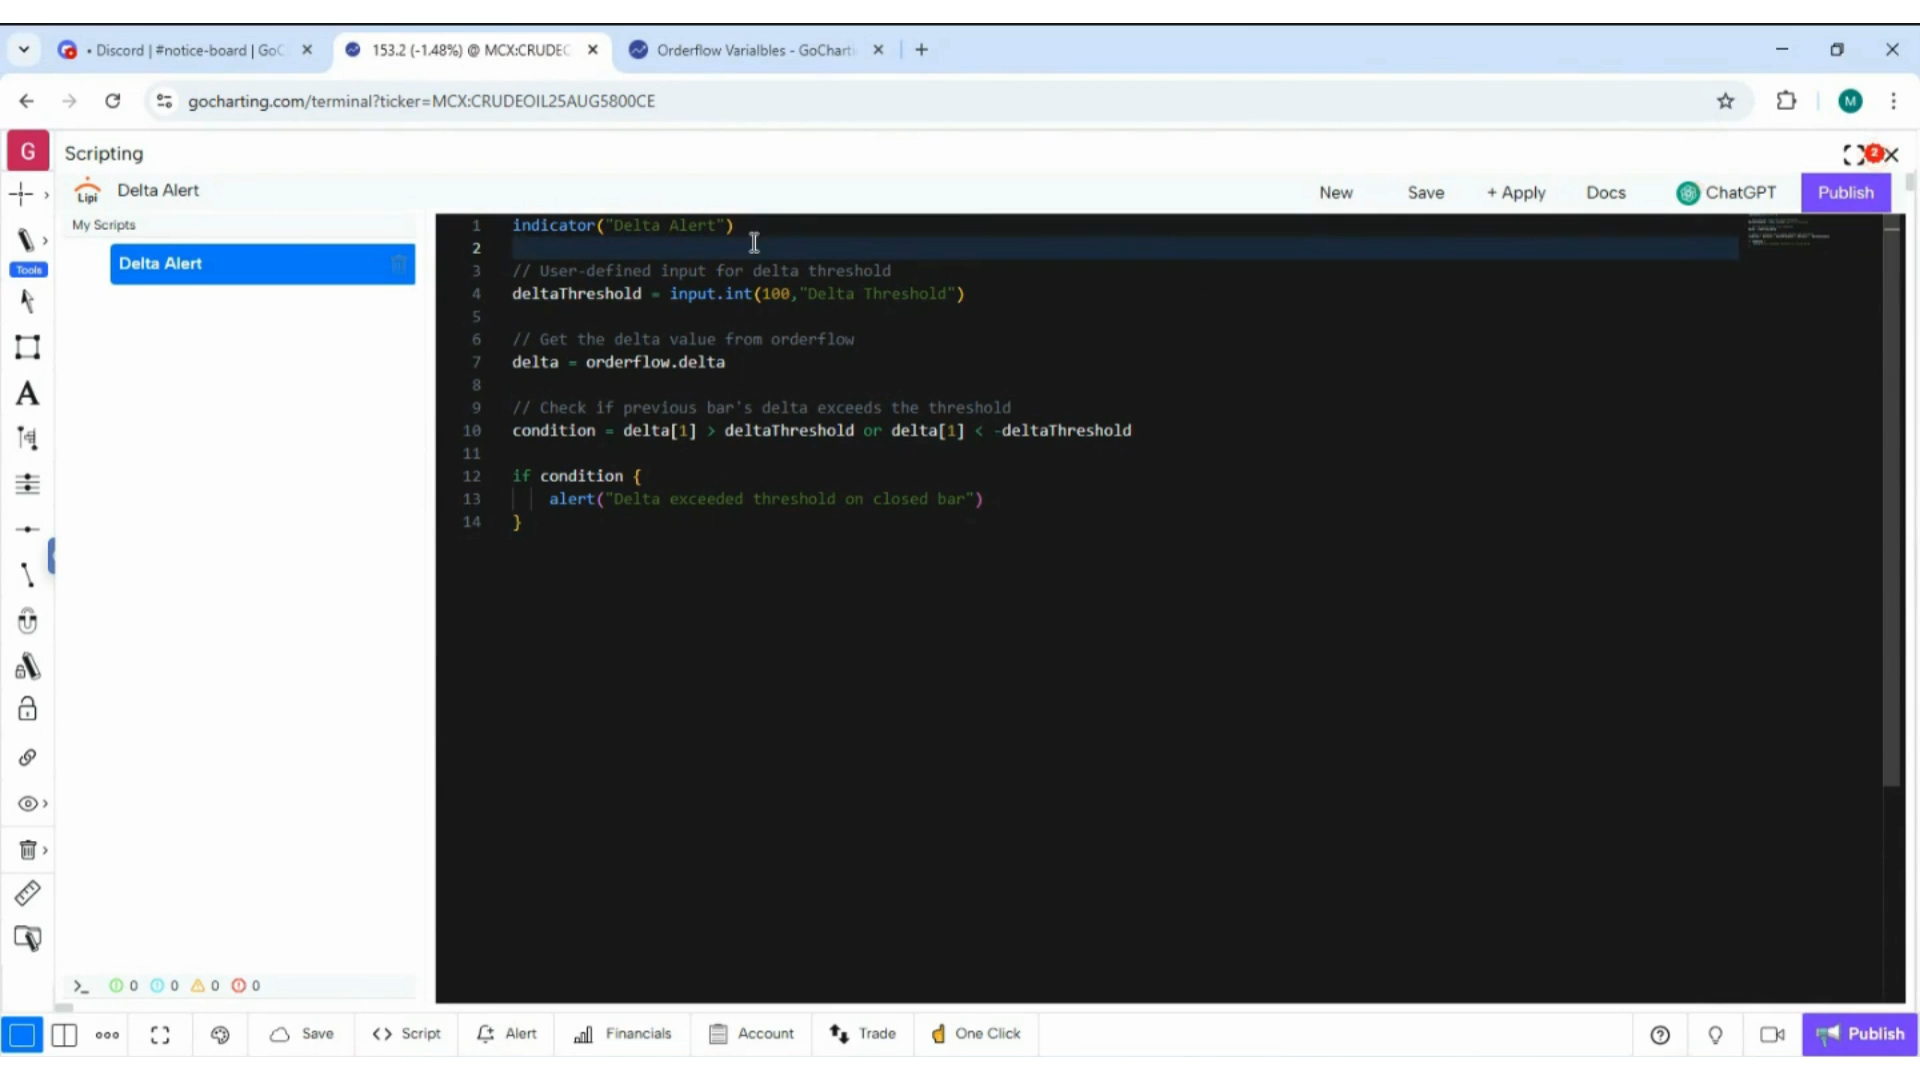 • Discord | #notice-board | GoC
153.2 (-1.48%) @ MCX:CRUDEO
Orderflow Varialbles - GoCharti
gocharting.com/terminal?ticker=MCX:CRUDEOIL25AUG5800CE
M
G
Scripting
2
Lipi
Delta Alert
New
Save
+ Apply
Docs
ChatGPT
Publish
My Scripts
Delta Alert
Tools
A
1 indicator("Delta Alert")
2
3 // User-defined input for delta threshold
4 deltaThreshold = input.int(100,"Delta Threshold")
5
6 // Get the delta value from orderflow
7 delta = orderflow.delta
8
9 // Check if previous bar's delta exceeds the threshold
10 condition = delta[1] > deltaThreshold or delta[1] < -deltaThreshold
11
12 if condition {
13 alert("Delta exceeded threshold on closed bar")
14 }
0 0 0 0
Save
Script
Alert
Financials
Account
Trade
One Click
Publish